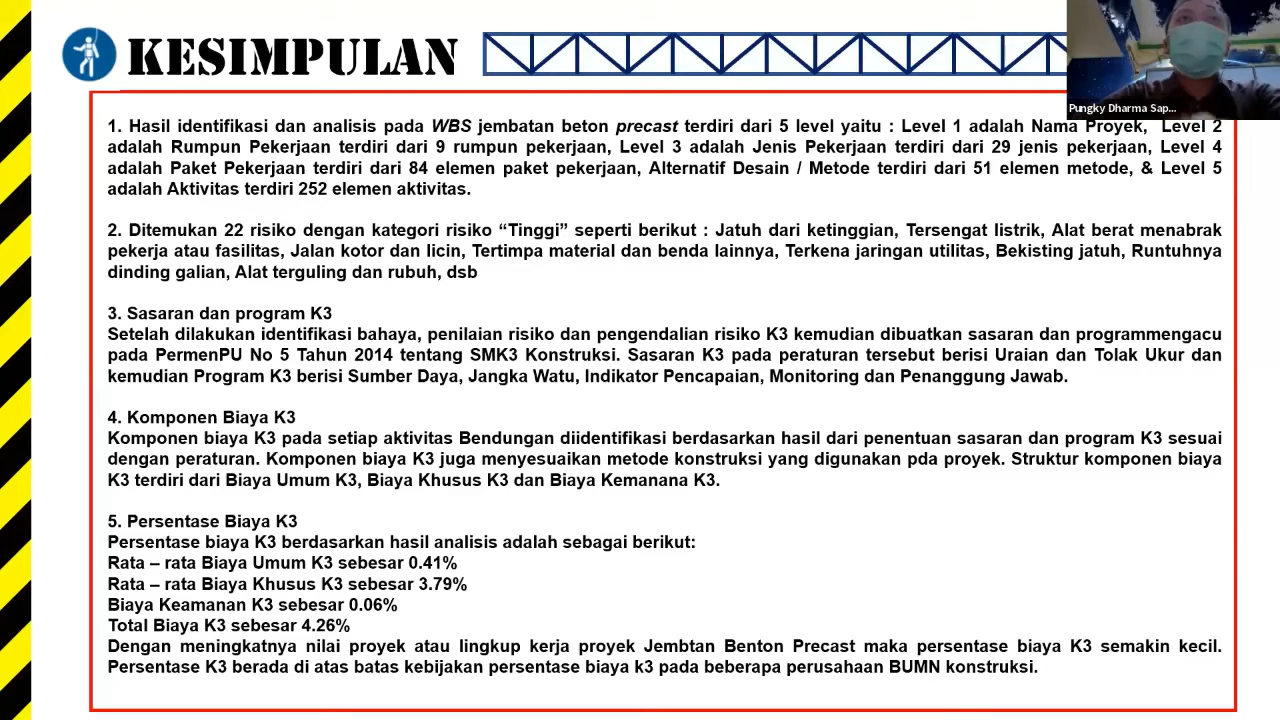 KESIMPULAN
Pungky Dharma Sap...
1. Hasil identifikasi dan analisis pada WBS jembatan beton precast terdiri dari 5 level yaitu : Level 1 adalah Nama Proyek, Level 2
adalah Rumpun Pekerjaan terdiri dari 9 rumpun pekerjaan, Level 3 adalah Jenis Pekerjaan terdiri dari 29 jenis pekerjaan, Level 4
adalah Paket Pekerjaan terdiri dari 84 elemen paket pekerjaan, Alternatif Desain / Metode terdiri dari 51 elemen metode, & Level 5
adalah Aktivitas terdiri 252 elemen aktivitas.
2. Ditemukan 22 risiko dengan kategori risiko “Tinggi” seperti berikut : Jatuh dari ketinggian, Tersengat listrik, Alat berat menabrak
pekerja atau fasilitas, Jalan kotor dan licin, Tertimpa material dan benda lainnya, Terkena jaringan utilitas, Bekisting jatuh, Runtuhnya
dinding galian, Alat terguling dan rubuh, dsb
3. Sasaran dan program K3
Setelah dilakukan identifikasi bahaya, penilaian risiko dan pengendalian risiko K3 kemudian dibuatkan sasaran dan programmengacu
pada PermenPU No 5 Tahun 2014 tentang SMK3 Konstruksi. Sasaran K3 pada peraturan tersebut berisi Uraian dan Tolak Ukur dan
kemudian Program K3 berisi Sumber Daya, Jangka Watu, Indikator Pencapaian, Monitoring dan Penanggung Jawab.
4. Komponen Biaya K3
Komponen biaya K3 pada setiap aktivitas Bendungan diidentifikasi berdasarkan hasil dari penentuan sasaran dan program K3 sesuai
dengan peraturan. Komponen biaya K3 juga menyesuaikan metode konstruksi yang digunakan pda proyek. Struktur komponen biaya
K3 terdiri dari Biaya Umum K3, Biaya Khusus K3 dan Biaya Kemanana K3.
5. Persentase Biaya K3
Persentase biaya K3 berdasarkan hasil analisis adalah sebagai berikut:
Rata – rata Biaya Umum K3 sebesar 0.41%
Rata – rata Biaya Khusus K3 sebesar 3.79%
Biaya Keamanan K3 sebesar 0.06%
Total Biaya K3 sebesar 4.26%
Dengan meningkatnya nilai proyek atau lingkup kerja proyek Jembtan Benton Precast maka persentase biaya K3 semakin kecil.
Persentase K3 berada di atas batas kebijakan persentase biaya k3 pada beberapa perusahaan BUMN konstruksi.